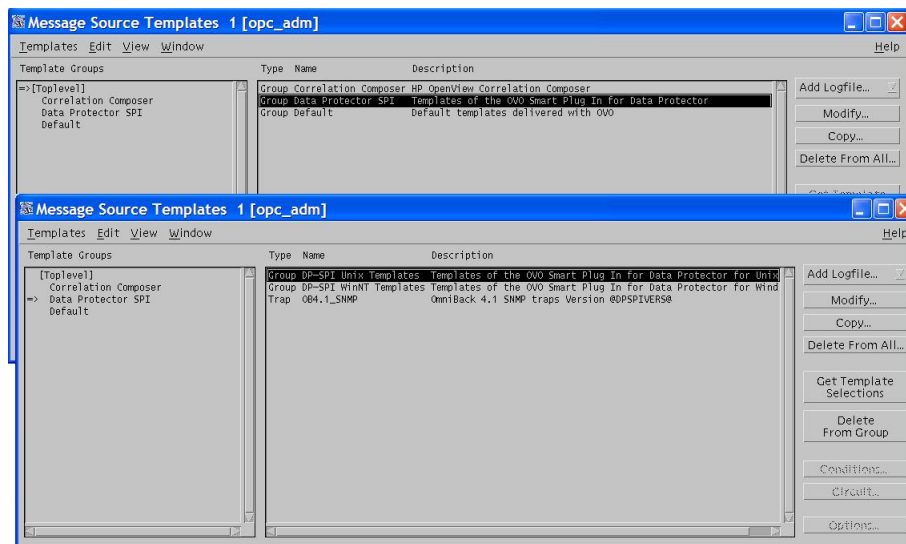 Message Source Templates 1 [opc_adm]
Templates Edit View Window Help
Template Groups Type Name Description
=>[Toplevel]
Correlation Composer
Data Protector SPI
Default
Group Correlation Composer HP OpenView Correlation Composer
Group Data Protector SPI Templates of the OVO Smart Plug In for Data Protector
Group Default Default templates delivered with OVO
Add Logfile...
Modify...
Copy...
Delete From All...
Get Template
Message Source Templates 1 [opc_adm]
Templates Edit View Window Help
Template Groups Type Name Description
[Toplevel]
Correlation Composer
=> Data Protector SPI
Default
Group DP-SPI Unix Templates Templates of the OVO Smart Plug In for Data Protector for Unix
Group DP-SPI WinNT Templates Templates of the OVO Smart Plug In for Data Protector for Wind
Trap OB4.1_SNMP OmniBack 4.1 SNMP traps Version @DPSPIVERS@
Add Logfile...
Modify...
Copy...
Delete From All...
Get Template
Selections
Delete
From Group
Conditions...
Circuit...
Options...